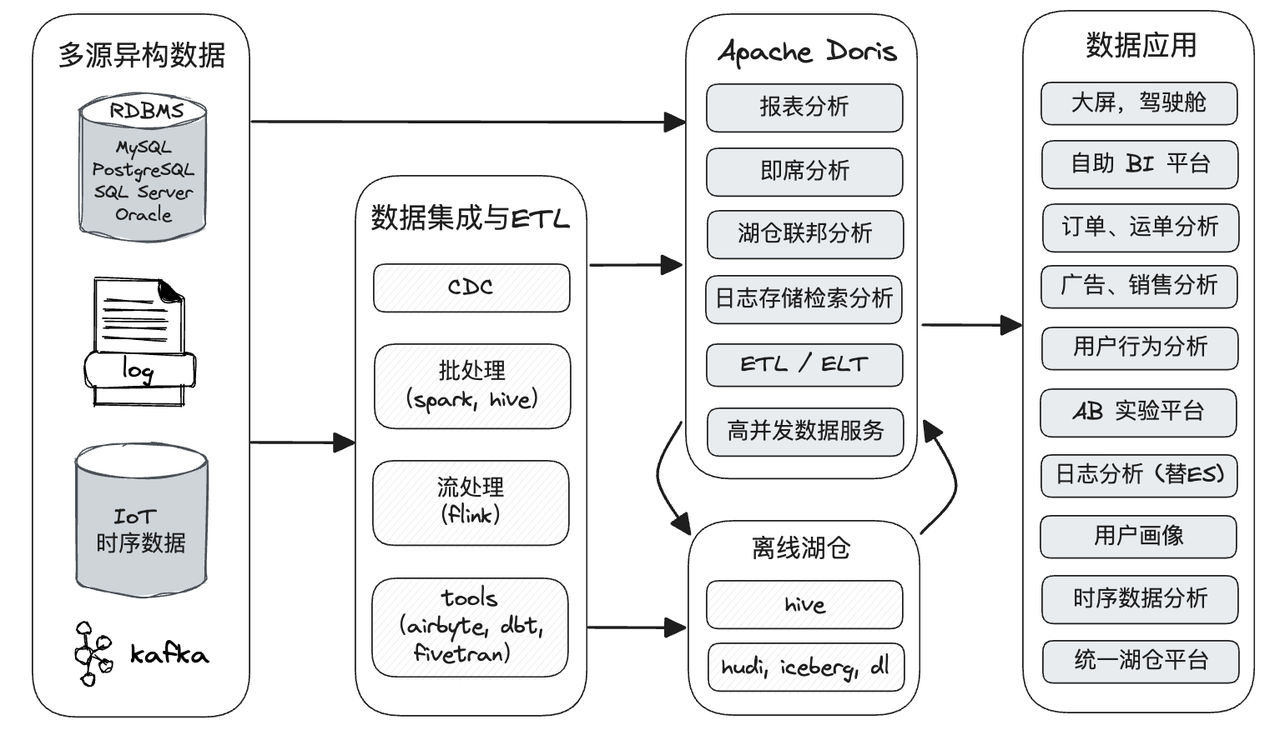 多源异构数据
RDBMS
MySQL
PostgreSQL
SQL Server
Oracle
log
IoT
时序数据
kafka
数据集成与ETL
CDC
批处理
(spark, hive)
流处理
(flink)
tools
(airbyte, dbt,
fivetran)
Apache Doris
报表分析
即席分析
湖仓联邦分析
日志存储检索分析
ETL / ELT
高并发数据服务
离线湖仓
hive
hudi, iceberg, dl
数据应用
大屏，驾驶舱
自助 BI 平台
订单、运单分析
广告、销售分析
用户行为分析
AB 实验平台
日志分析（替ES）
用户画像
时序数据分析
统一湖仓平台